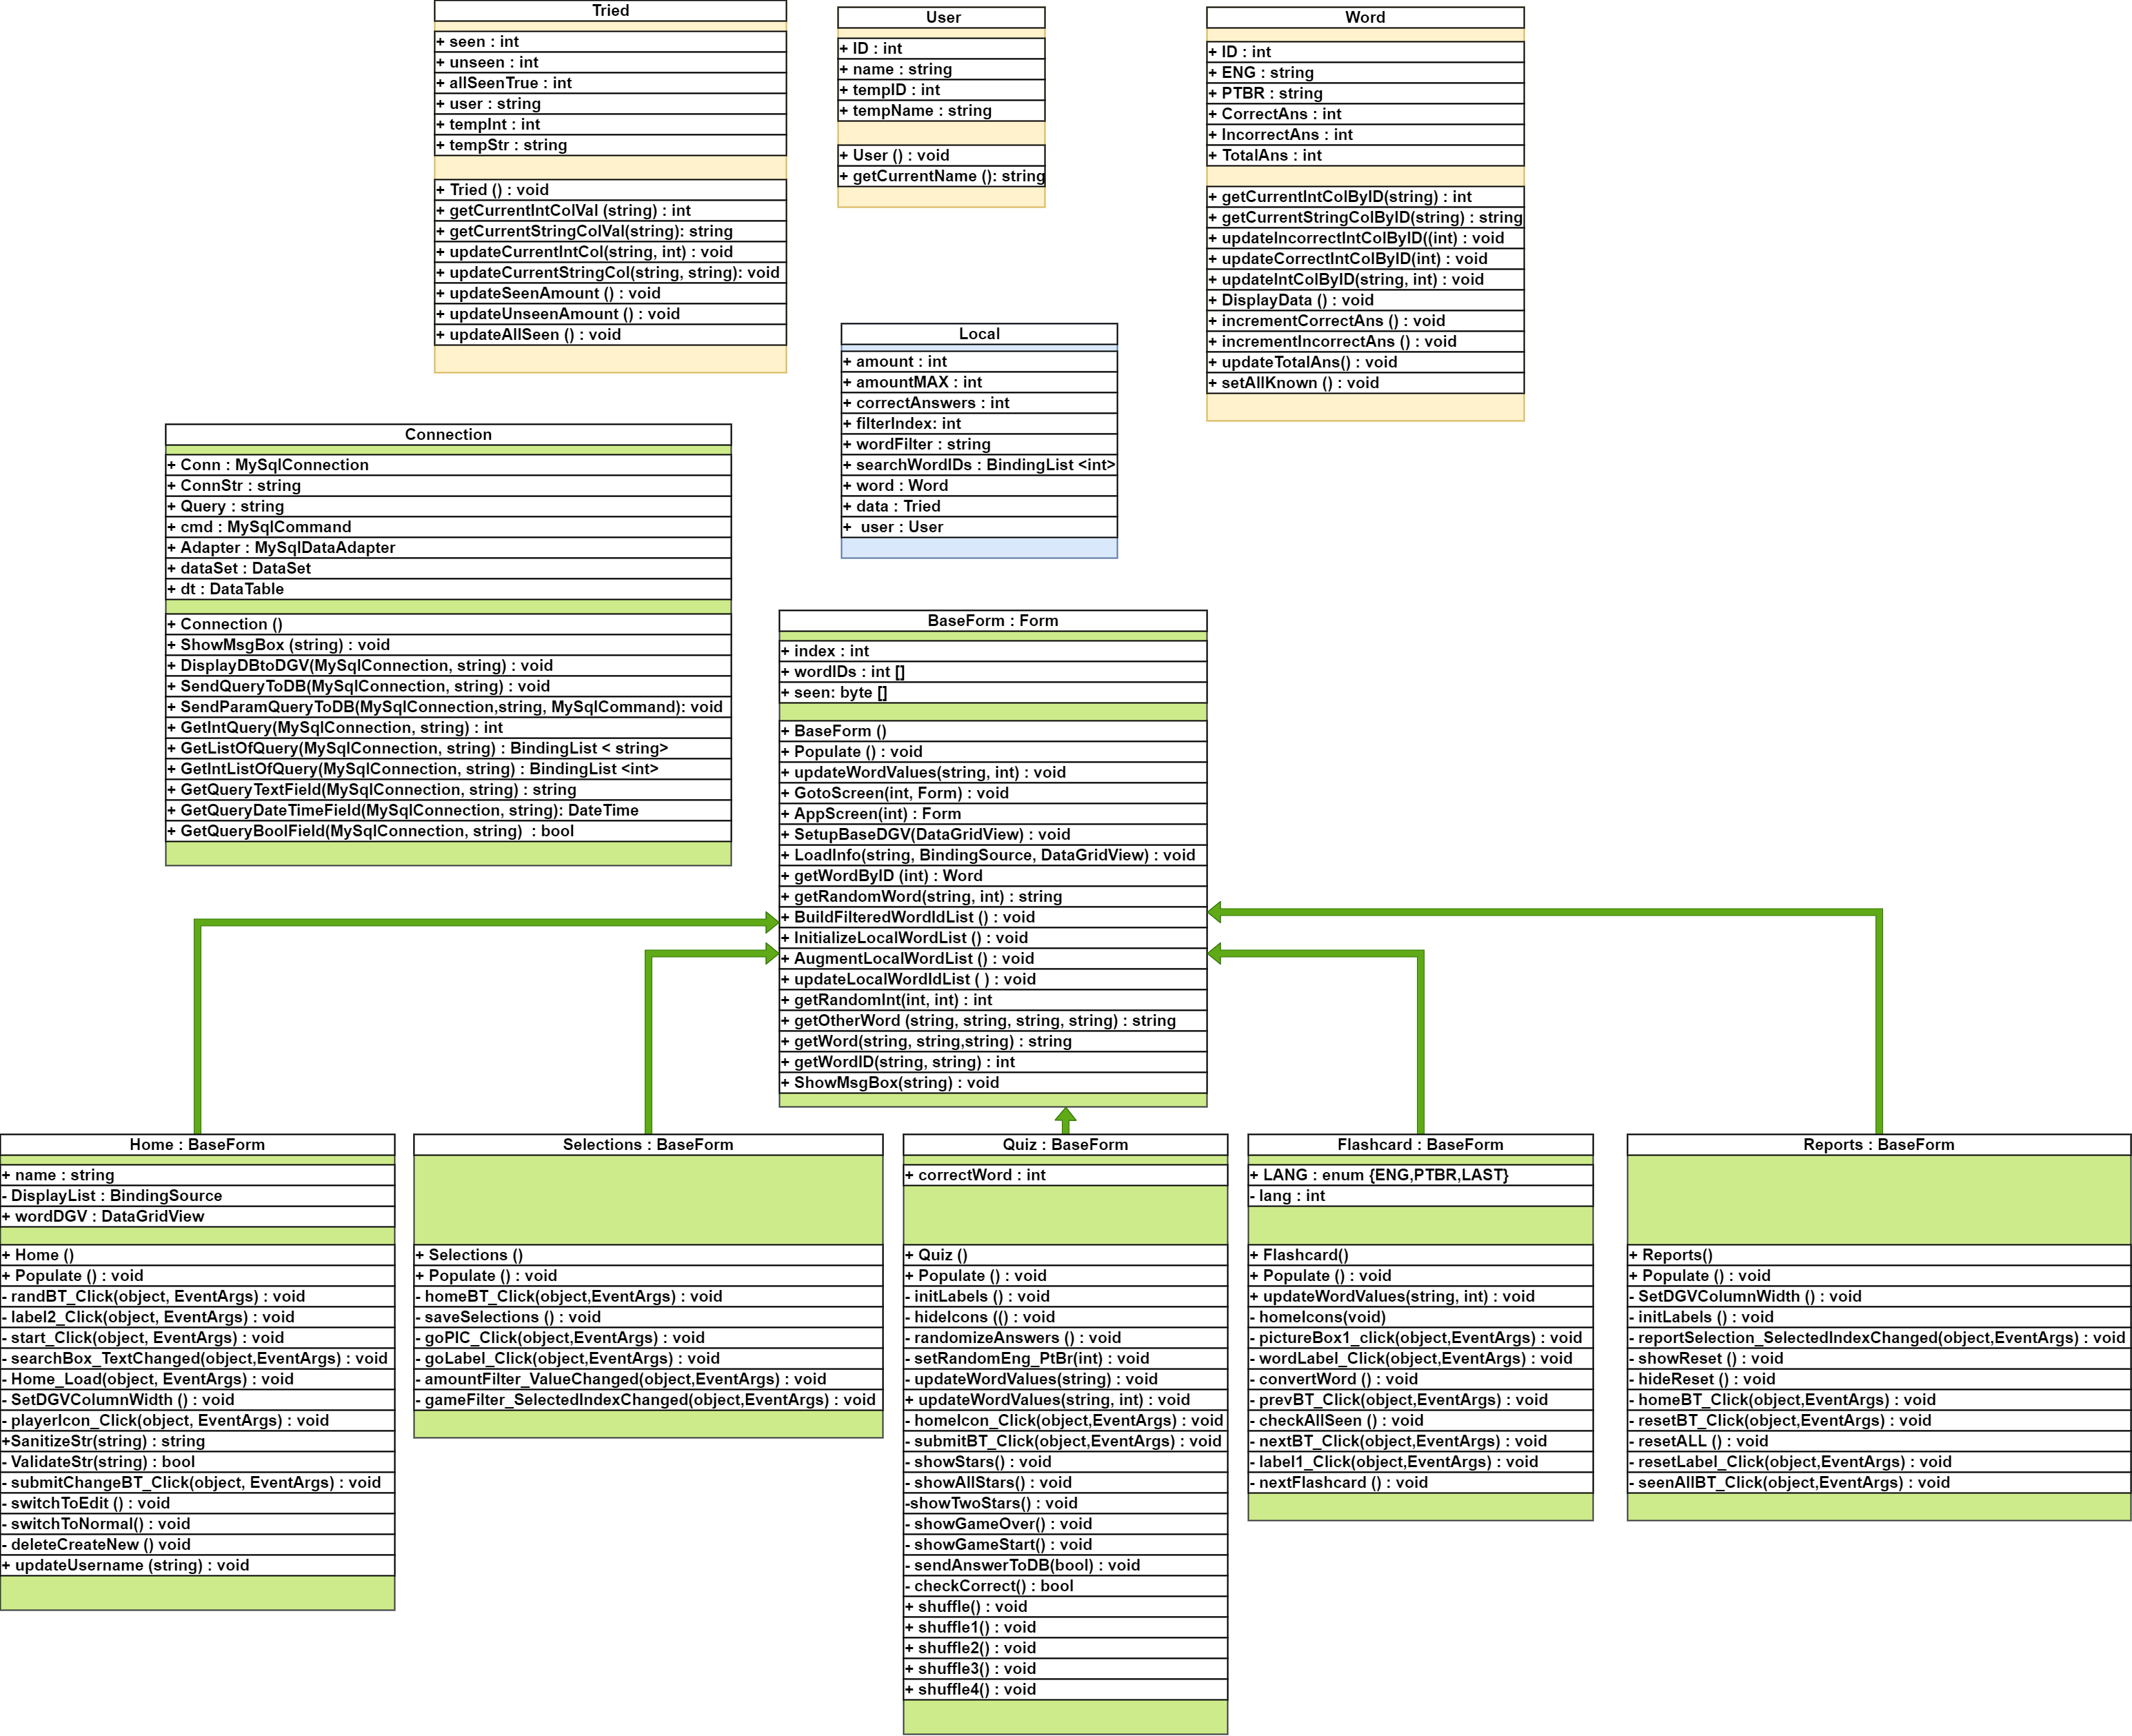 Tried
+ seen : int
+ unseen : int
+ allSeenTrue : int
+ user : string
+ tempInt : int
+ tempStr : string
+ Tried () : void
+ getCurrentIntColVal (string) : int
+ getCurrentStringColVal(string): string
+ updateCurrentIntCol(string, int) : void
+ updateCurrentStringCol(string, string): void
+ updateSeenAmount () : void
+ updateUnseenAmount () : void
+ updateAllSeen () : void
User
+ ID : int
+ name : string
+ tempID : int
+ tempName : string
+ User () : void
+ getCurrentName (): string
Word
+ ID : int
+ ENG : string
+ PTBR : string
+ CorrectAns : int
+ IncorrectAns : int
+ TotalAns : int
+ getCurrentIntColByID(string) : int
+ getCurrentStringColByID(string) : string
+ updateIncorrectIntColByID((int) : void
+ updateCorrectIntColByID(int) : void
+ updateIntColByID(string, int) : void
+ DisplayData () : void
+ incrementCorrectAns () : void
+ incrementIncorrectAns () : void
+ updateTotalAns() : void
+ setAllKnown () : void
Local
+ amount : int
+ amountMAX : int
+ correctAnswers : int
+ filterIndex: int
+ wordFilter : string
+ searchWordIDs : BindingList <int>
+ word : Word
+ data : Tried
+  user : User
Connection
+ Conn : MySqlConnection
+ ConnStr : string
+ Query : string
+ cmd : MySqlCommand
+ Adapter : MySqlDataAdapter
+ dataSet : DataSet
+ dt : DataTable
+ Connection ()
+ ShowMsgBox (string) : void
+ DisplayDBtoDGV(MySqlConnection, string) : void
+ SendQueryToDB(MySqlConnection, string) : void
+ SendParamQueryToDB(MySqlConnection,string, MySqlCommand): void
+ GetIntQuery(MySqlConnection, string) : int
+ GetListOfQuery(MySqlConnection, string) : BindingList < string>
+ GetIntListOfQuery(MySqlConnection, string) : BindingList <int>
+ GetQueryTextField(MySqlConnection, string) : string
+ GetQueryDateTimeField(MySqlConnection, string): DateTime
+ GetQueryBoolField(MySqlConnection, string)  : bool
BaseForm : Form
+ index : int
+ wordIDs : int []
+ seen: byte []
+ BaseForm ()
+ Populate () : void
+ updateWordValues(string, int) : void
+ GotoScreen(int, Form) : void
+ AppScreen(int) : Form
+ SetupBaseDGV(DataGridView) : void
+ LoadInfo(string, BindingSource, DataGridView) : void
+ getWordByID (int) : Word
+ getRandomWord(string, int) : string
+ BuildFilteredWordIdList () : void
+ InitializeLocalWordList () : void
+ AugmentLocalWordList () : void
+ updateLocalWordIdList ( ) : void
+ getRandomInt(int, int) : int
+ getOtherWord (string, string, string, string) : string
+ getWord(string, string,string) : string
+ getWordID(string, string) : int
+ ShowMsgBox(string) : void
Home : BaseForm
+ name : string
- DisplayList : BindingSource
+ wordDGV : DataGridView
+ Home ()
+ Populate () : void
- randBT_Click(object, EventArgs) : void
- label2_Click(object, EventArgs) : void
- start_Click(object, EventArgs) : void
- searchBox_TextChanged(object,EventArgs) : void
- Home_Load(object, EventArgs) : void
- SetDGVColumnWidth () : void
- playerIcon_Click(object, EventArgs) : void
+SanitizeStr(string) : string
- ValidateStr(string) : bool
- submitChangeBT_Click(object, EventArgs) : void
- switchToEdit () : void
- switchToNormal() : void
- deleteCreateNew () void
+ updateUsername (string) : void
Selections : BaseForm
+ Selections ()
+ Populate () : void
- homeBT_Click(object,EventArgs) : void
- saveSelections () : void
- goPIC_Click(object,EventArgs) : void
- goLabel_Click(object,EventArgs) : void
- amountFilter_ValueChanged(object,EventArgs) : void
- gameFilter_SelectedIndexChanged(object,EventArgs) : void
Quiz : BaseForm
+ correctWord : int
+ Quiz ()
+ Populate () : void
- initLabels () : void
- hideIcons (() : void
- randomizeAnswers () : void
- setRandomEng_PtBr(int) : void
- updateWordValues(string) : void
+ updateWordValues(string, int) : void
- homeIcon_Click(object,EventArgs) : void
- submitBT_Click(object,EventArgs) : void
- showStars() : void
- showAllStars() : void
-showTwoStars() : void
- showGameOver() : void
- showGameStart() : void
- sendAnswerToDB(bool) : void
- checkCorrect() : bool
+ shuffle() : void
+ shuffle1() : void
+ shuffle2() : void
+ shuffle3() : void
+ shuffle4() : void
Flashcard : BaseForm
+ LANG : enum {ENG,PTBR,LAST}
- lang : int
+ Flashcard()
+ Populate () : void
+ updateWordValues(string, int) : void
- homeIcons(void)
- pictureBox1_click(object,EventArgs) : void
- wordLabel_Click(object,EventArgs) : void
- convertWord () : void
- prevBT_Click(object,EventArgs) : void
- checkAllSeen () : void
- nextBT_Click(object,EventArgs) : void
- label1_Click(object,EventArgs) : void
- nextFlashcard () : void
Reports : BaseForm
+ Reports()
+ Populate () : void
- SetDGVColumnWidth () : void
- initLabels () : void
- reportSelection_SelectedIndexChanged(object,EventArgs) : void
- showReset () : void
- hideReset () : void
- homeBT_Click(object,EventArgs) : void
- resetBT_Click(object,EventArgs) : void
- resetALL () : void
- resetLabel_Click(object,EventArgs) : void
- seenAllBT_Click(object,EventArgs) : void